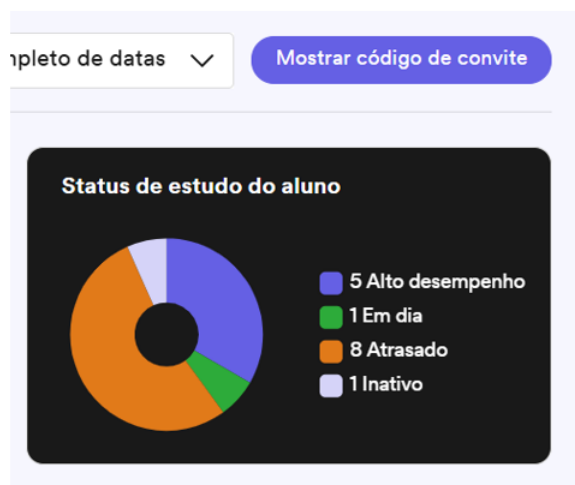 de datas
Mostrar código de convite
Status de estudo do aluno
5 Alto desempenho
1 Em dia
8 Atrasado
1 Inativo